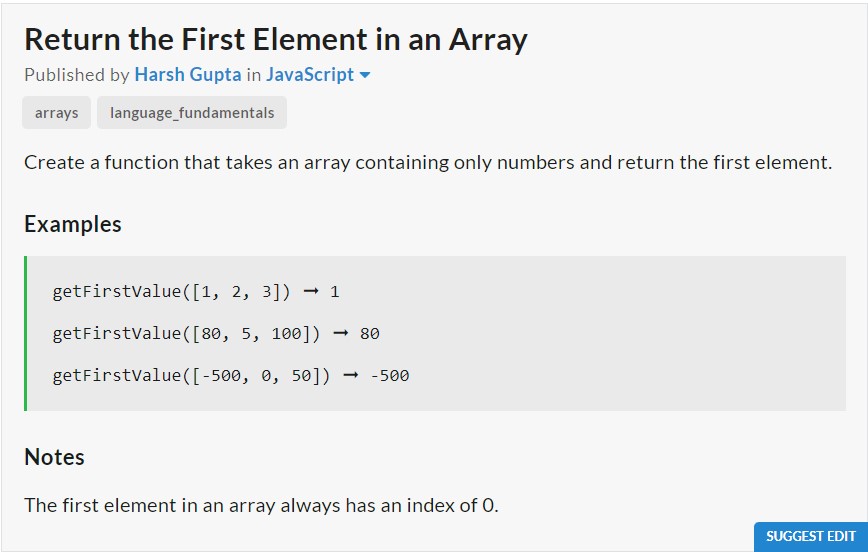 Return the First Element in an Array
Published by Harsh Gupta in JavaScript
arrays language_fundamentals
Create a function that takes an array containing only numbers and return the first element.
Examples
getFirstValue([1, 2, 3]) ➞ 1
getFirstValue([80, 5, 100]) ➞ 80
getFirstValue([-500, 0, 50]) ➞ -500
Notes
The first element in an array always has an index of 0.
SUGGEST EDIT